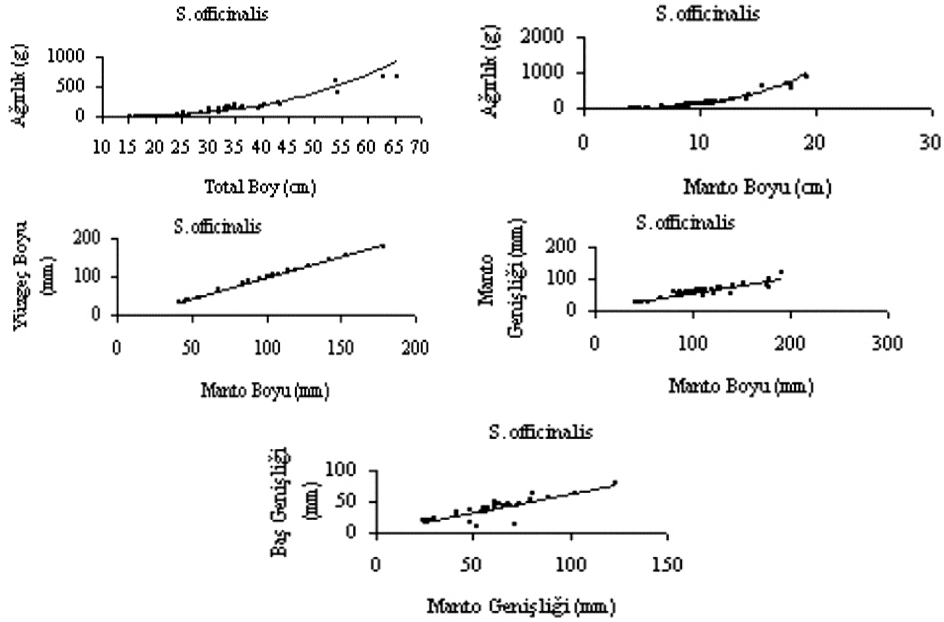 S. officinalis
Ağırlık (g)
1000
500
0
10 15 20 25 30 35 40 45 50 55 60 65 70
Total Boy (cm)
S. officinalis
Ağırlık (g)
2000
1000
0
0 10 20 30
Manto Boyu (cm)
S. officinalis
Yüzgeç Boyu
(mm)
200
100
0
0 50 100 150 200
Manto Boyu (mm)
S. officinalis
Manto
Genişliği (mm)
200
100
0
0 100 200 300
Manto Boyu (mm)
S. officinalis
Baş Genişliği
(mm)
100
50
0
0 50 100 150
Manto Genişliği (mm)